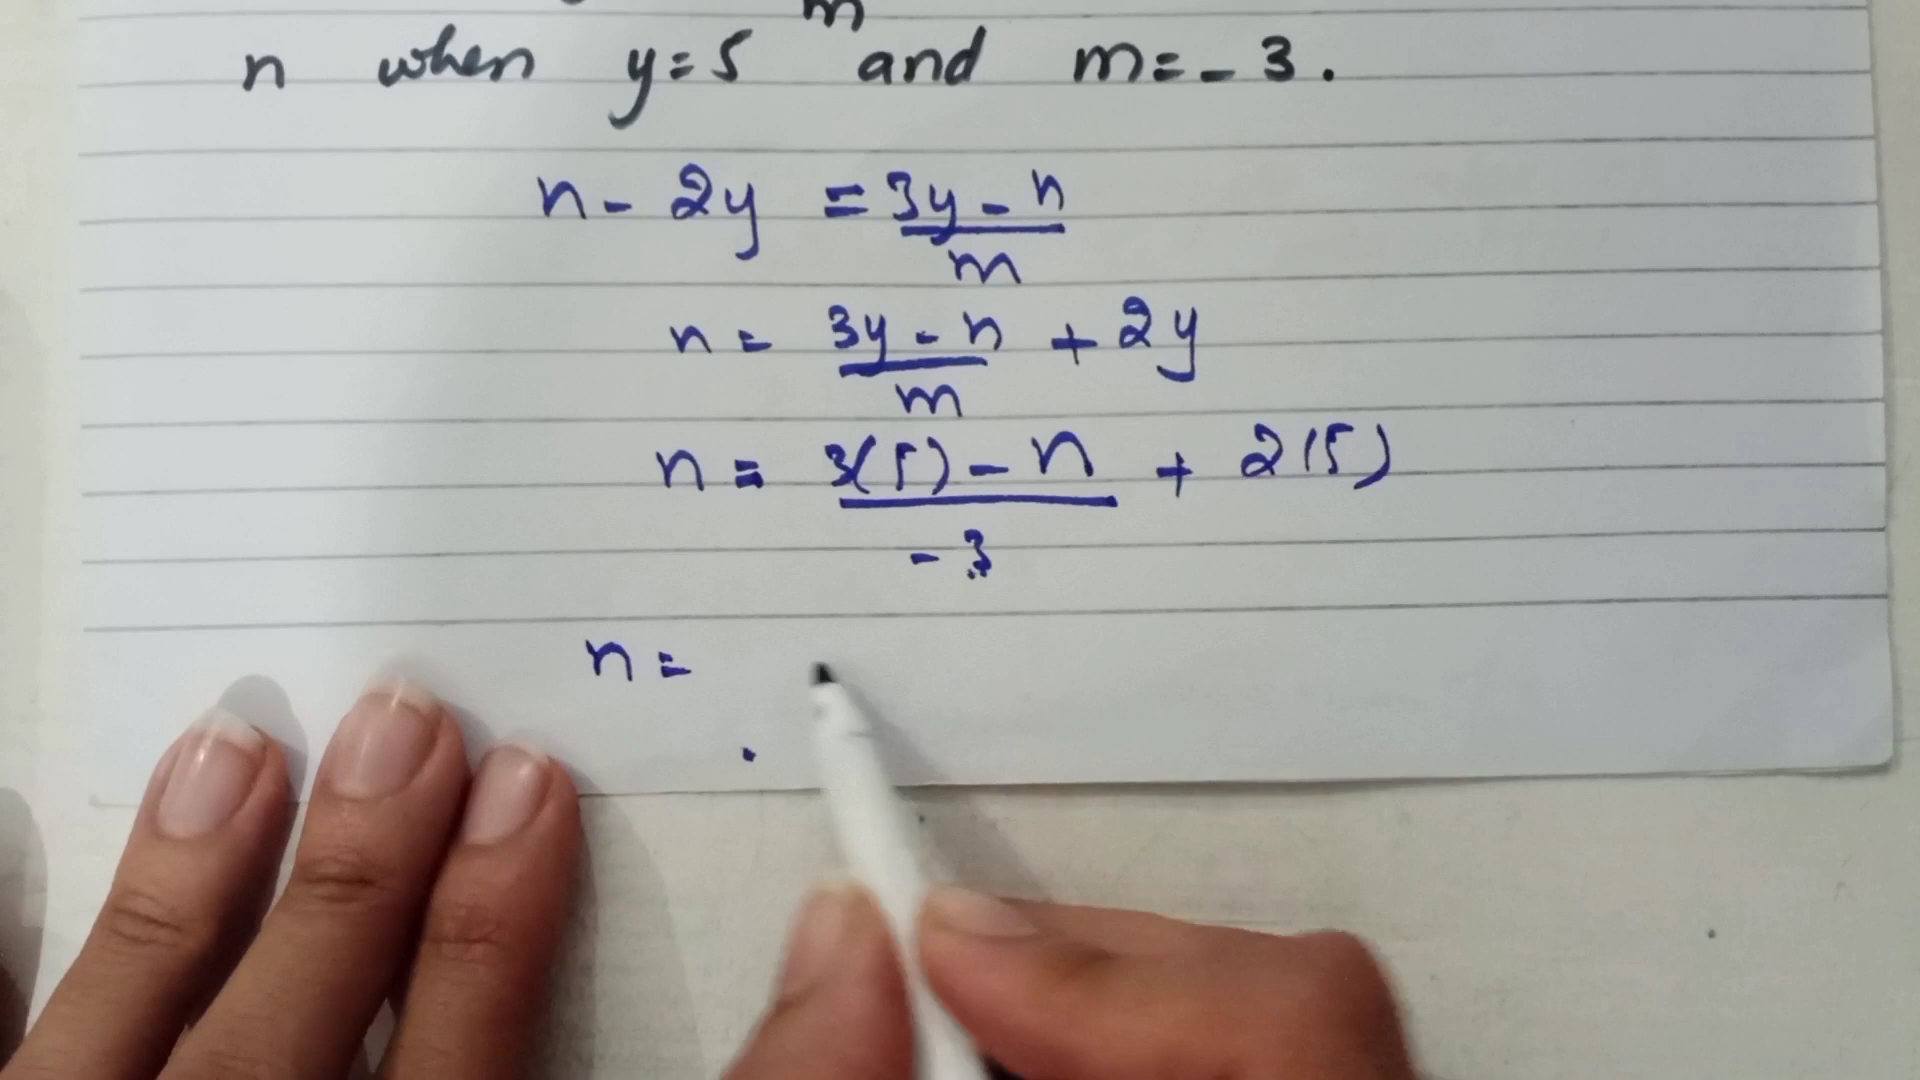 m
n when y=5 and m=-3.
n - 2y = 3y - n
m
n = 3y - n + 2y
m
n = 3(5) - n + 2(5)
-3
n =